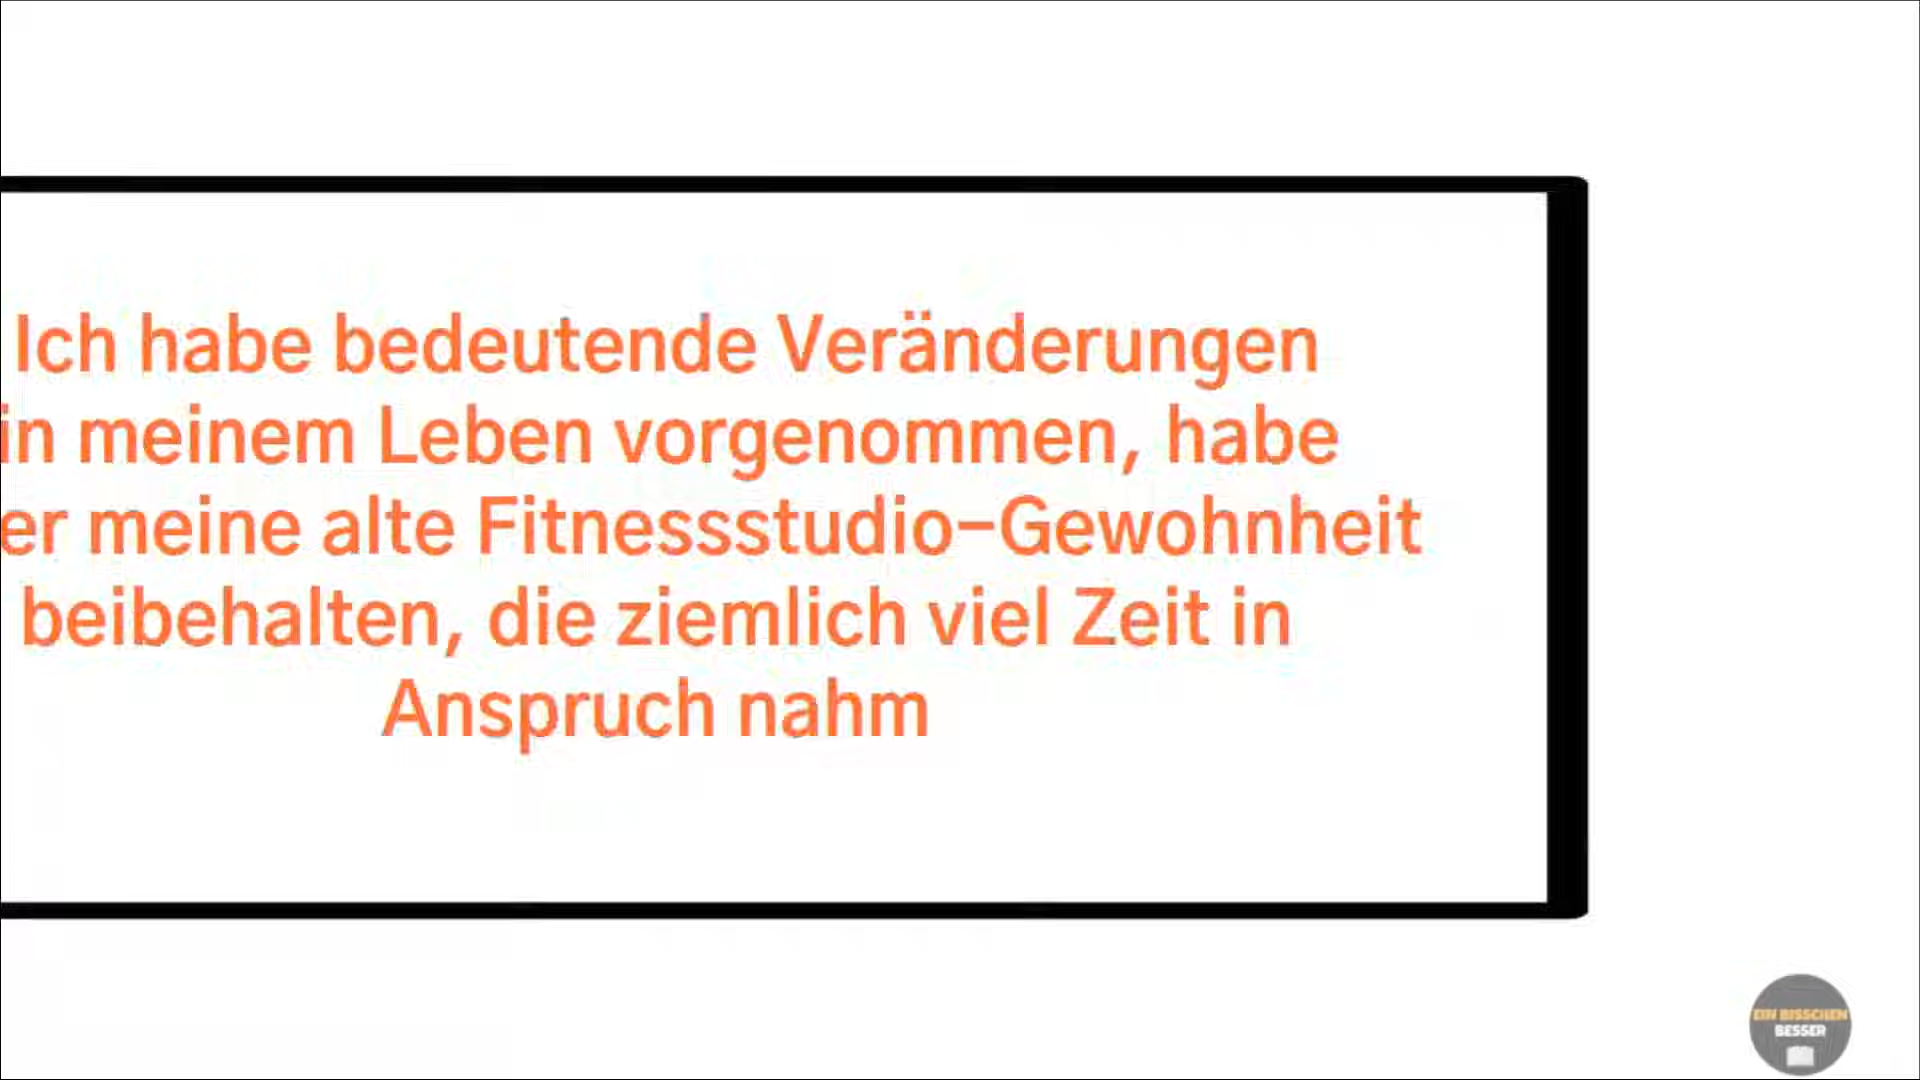 Ich habe bedeutende Veränderungen
in meinem Leben vorgenommen, habe
er meine alte Fitnessstudio-Gewohnheit
beibehalten, die ziemlich viel Zeit in
Anspruch nahm
EIN BISSCHEN
BESSER